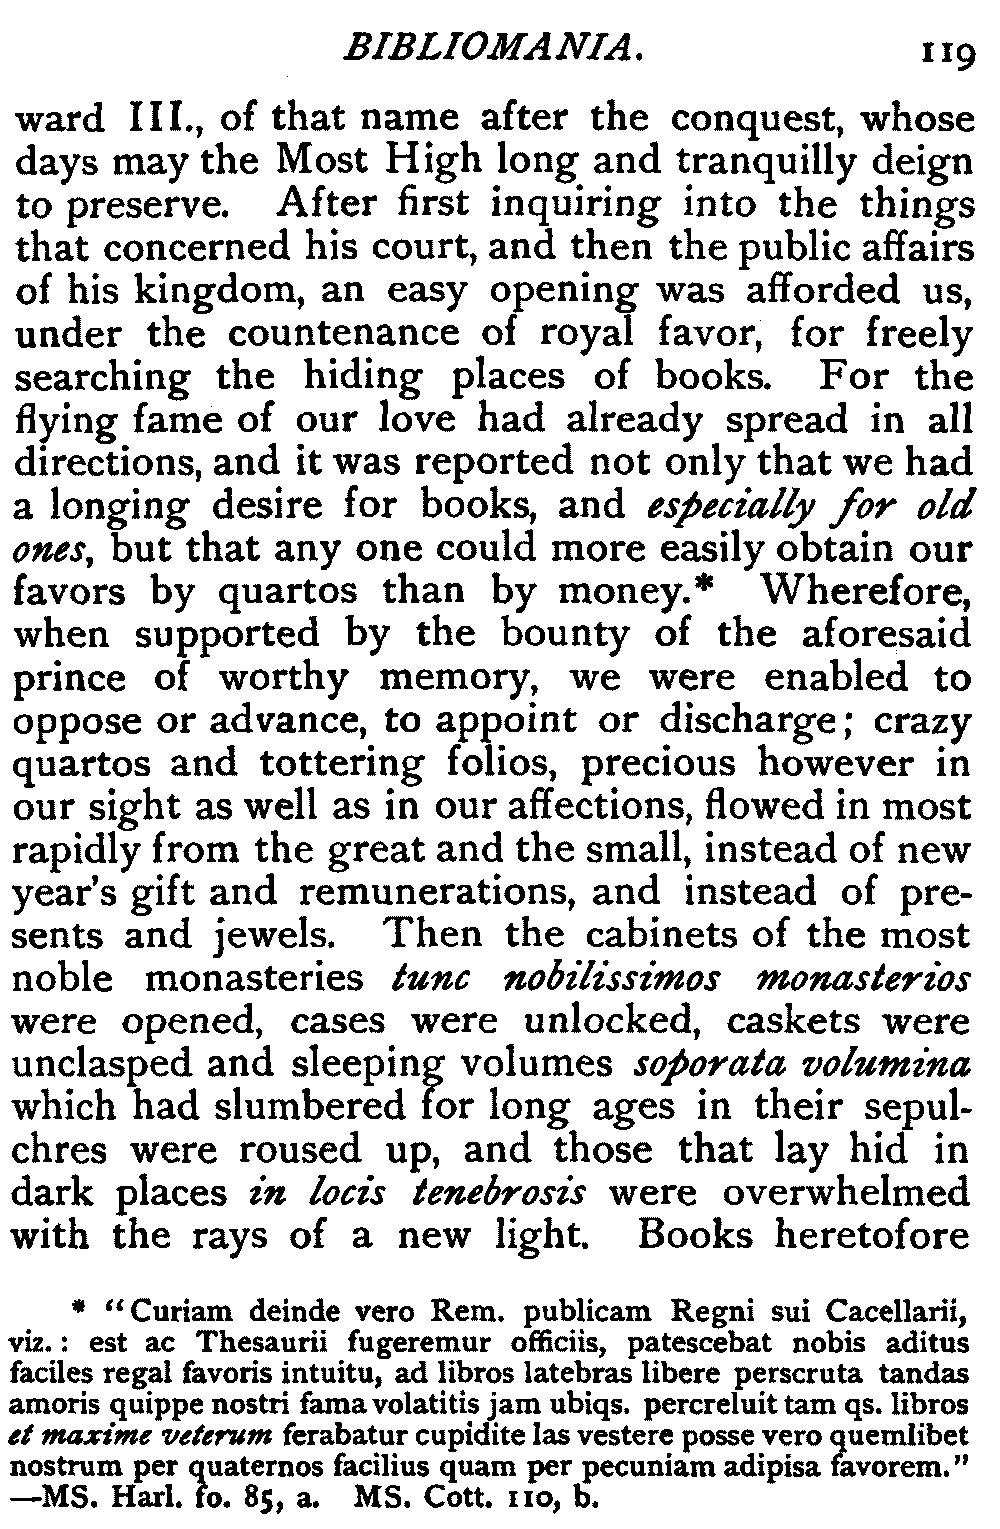 BIBLIOMANIA. 119
ward III., of that name after the conquest, whose
days may the Most High long and tranquilly deign
to preserve. After first inquiring into the things
that concerned his court, and then the public affairs
of his kingdom, an easy opening was afforded us,
under the countenance of royal favor, for freely
searching the hiding places of books. For the
flying fame of our love had already spread in all
directions, and it was reported not only that we had
a longing desire for books, and especially for old
ones, but that any one could more easily obtain our
favors by quartos than by money.* Wherefore,
when supported by the bounty of the aforesaid
prince of worthy memory, we were enabled to
oppose or advance, to appoint or discharge; crazy
quartos and tottering folios, precious however in
our sight as well as in our affections, flowed in most
rapidly from the great and the small, instead of new
year's gift and remunerations, and instead of pre-
sents and jewels. Then the cabinets of the most
noble monasteries tunc nobilissimos monasterios
were opened, cases were unlocked, caskets were
unclasped and sleeping volumes soporata volumina
which had slumbered for long ages in their sepul-
chres were roused up, and those that lay hid in
dark places in locis tenebrosis were overwhelmed
with the rays of a new light. Books heretofore
* "Curiam deinde vero Rem. publicam Regni sui Cacellarii,
viz.: est ac Thesaurii fugeremur officiis, patescebat nobis aditus
faciles regal favoris intuitu, ad libros latebras libere perscruta tandas
amoris quippe nostri fama volatitis jam ubiqs. percreluit tam qs. libros
et maxime veterum ferabatur cupidite las vestere posse vero quemlibet
nostrum per quaternos facilius quam per pecuniam adipisa favorem."
—MS. Harl. fo. 85, a. MS. Cott. 110, b.